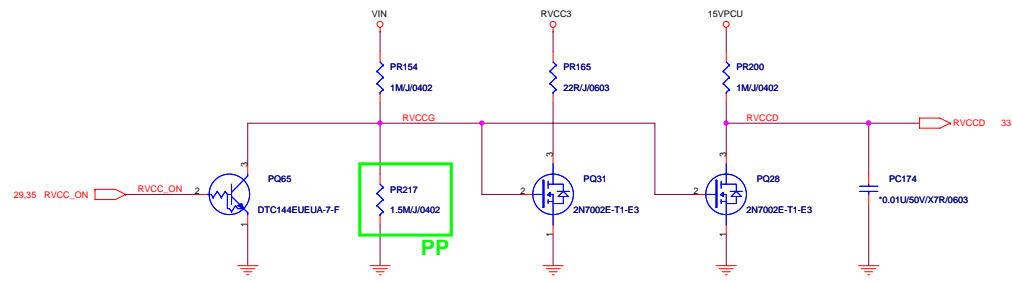 VIN
RVCC3
15VPCU
PR154
1M/J/0402
PR165
22R/J/0603
PR200
1M/J/0402
RVCCG
RVCCD
RVCCD 33
3
PQ65
29,35 RVCC_ON
RVCC_ON
2
DTC144EUEUA-7-F
1
PR217
1.5M/J/0402
PP
3
PQ31
2
2N7002E-T1-E3
1
3
PQ28
2
2N7002E-T1-E3
1
PC174
*0.01U/50V/X7R/0603